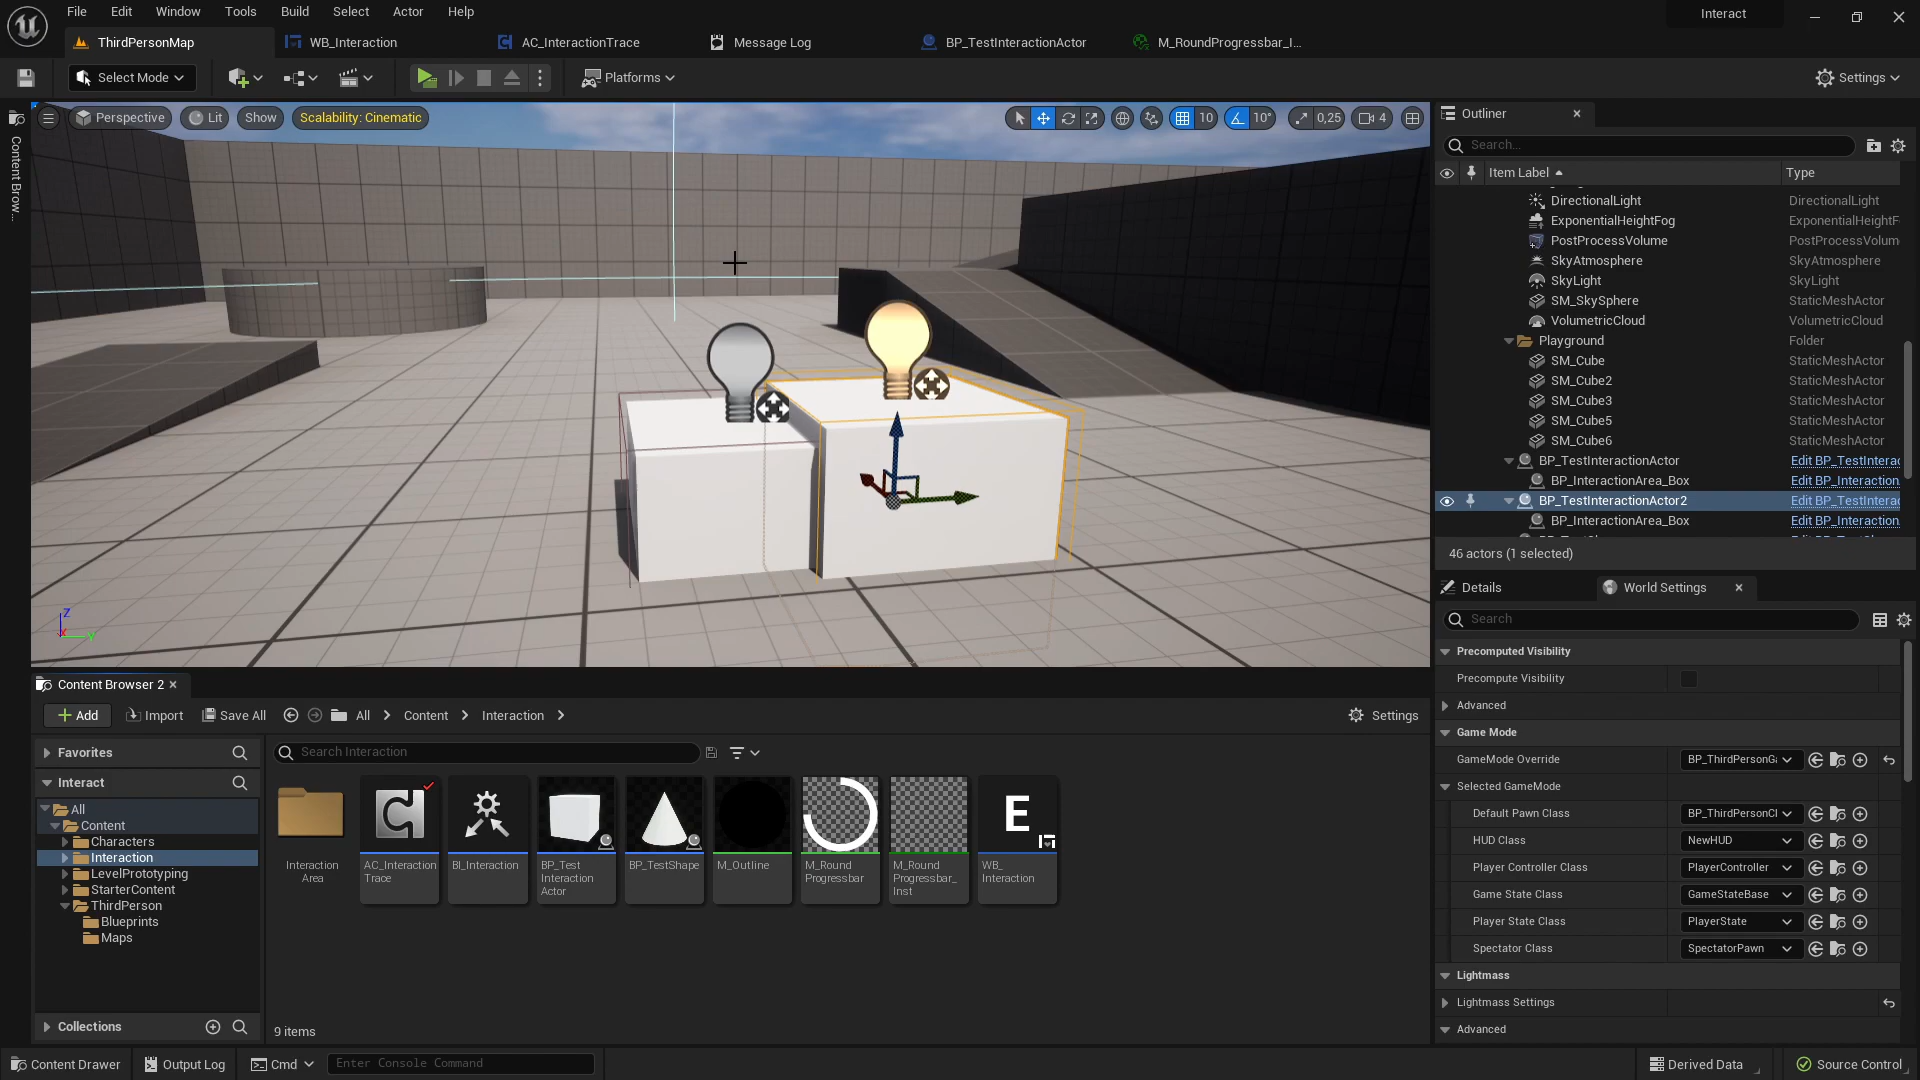 File Edit Window Tools Build Select Actor Help
Interact
ThirdPersonMap WB_Interaction AC_InteractionTrace Message Log BP_TestInteractionActor M_RoundProgressbar_I...
Select Mode Platforms Settings
Perspective Lit Show Scalability: Cinematic 10 10° 0,25 4
Z
X
Y
Content Brow...
Outliner
Search...
Item Label Type
DirectionalLight DirectionalLight
ExponentialHeightFog ExponentialHeightF
PostProcessVolume PostProcessVolum
SkyAtmosphere SkyAtmosphere
SkyLight SkyLight
SM_SkySphere StaticMeshActor
VolumetricCloud VolumetricCloud
Playground Folder
SM_Cube StaticMeshActor
SM_Cube2 StaticMeshActor
SM_Cube3 StaticMeshActor
SM_Cube5 StaticMeshActor
SM_Cube6 StaticMeshActor
BP_TestInteractionActor Edit BP_TestInterac
BP_InteractionArea_Box Edit BP_Interaction
BP_TestInteractionActor2 Edit BP_TestInterac
BP_InteractionArea_Box Edit BP_Interaction
46 actors (1 selected)
Details World Settings
Search
Precomputed Visibility
Precompute Visibility
Advanced
Game Mode
GameMode Override BP_ThirdPersonGa
Selected GameMode
Default Pawn Class BP_ThirdPersonCl
HUD Class NewHUD
Player Controller Class PlayerController
Game State Class GameStateBase
Player State Class PlayerState
Spectator Class SpectatorPawn
Lightmass
Lightmass Settings
Advanced
Content Browser 2
Add Import Save All All Content Interaction Settings
Favorites
Interact
All
Content
Characters
Interaction
LevelPrototyping
StarterContent
ThirdPerson
Blueprints
Maps
Collections
Search Interaction
E
Interaction
Area
AC_Interaction
Trace
BI_Interaction
BP_Test
Interaction
Actor
BP_TestShape
M_Outline
M_Round
Progressbar
M_Round
Progressbar_
Inst
WB_
Interaction
9 items
Content Drawer Output Log Cmd Enter Console Command Derived Data Source Control